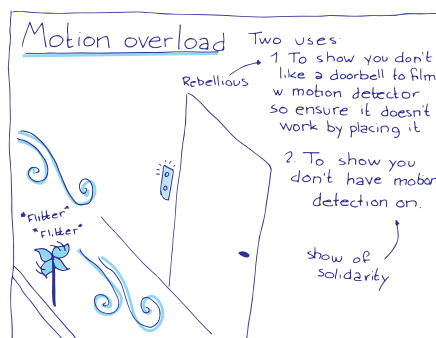 Motion overload
Two uses:
Rebellious
1 To show you don't
like a doorbell to film
w. motion detector
so ensure it doesn't
work by placing it
2. To show you
don't have motion
detection on.
*Flitter*
*Flitter*
show of
solidarity